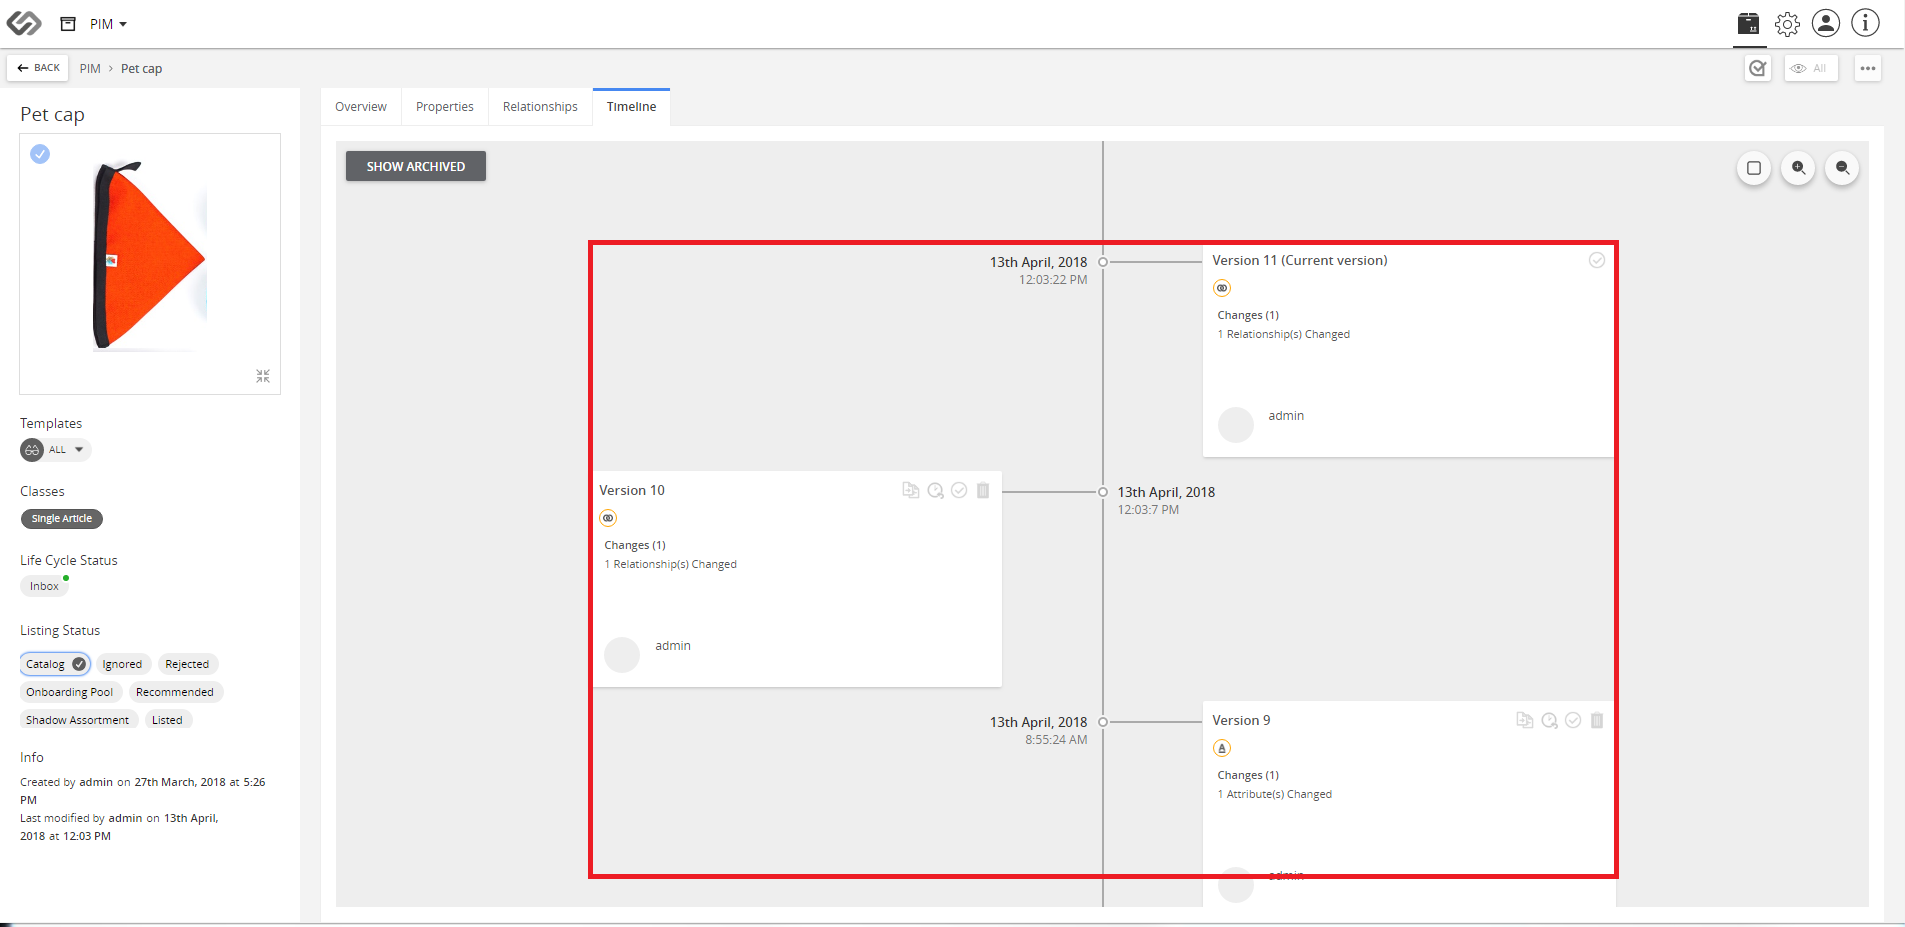 PIM
BACK
PIM > Pet cap
All
Pet cap
Overview
Properties
Relationships
Timeline
SHOW ARCHIVED
13th April, 2018
12:03:22 PM
Version 11 (Current version)
Changes (1)
1 Relationship(s) Changed
admin
Version 10
Changes (1)
1 Relationship(s) Changed
admin
13th April, 2018
12:03:7 PM
13th April, 2018
8:55:24 AM
Version 9
A
Changes (1)
1 Attribute(s) Changed
admin
Templates
ALL
Classes
Single Article
Life Cycle Status
Inbox
Listing Status
Catalog
Ignored
Rejected
Onboarding Pool
Recommended
Shadow Assortment
Listed
Info
Created by admin on 27th March, 2018 at 5:26
PM
Last modified by admin on 13th April,
2018 at 12:03 PM